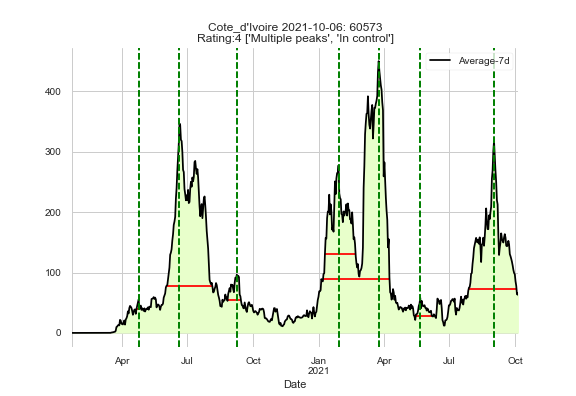 Cote_d'Ivoire 2021-10-06: 60573
Rating:4 ['Multiple peaks', 'In control']
Average-7d
400
300
200
100
0
Apr
Jul
Oct
Jan
2021
Apr
Jul
Oct
Date